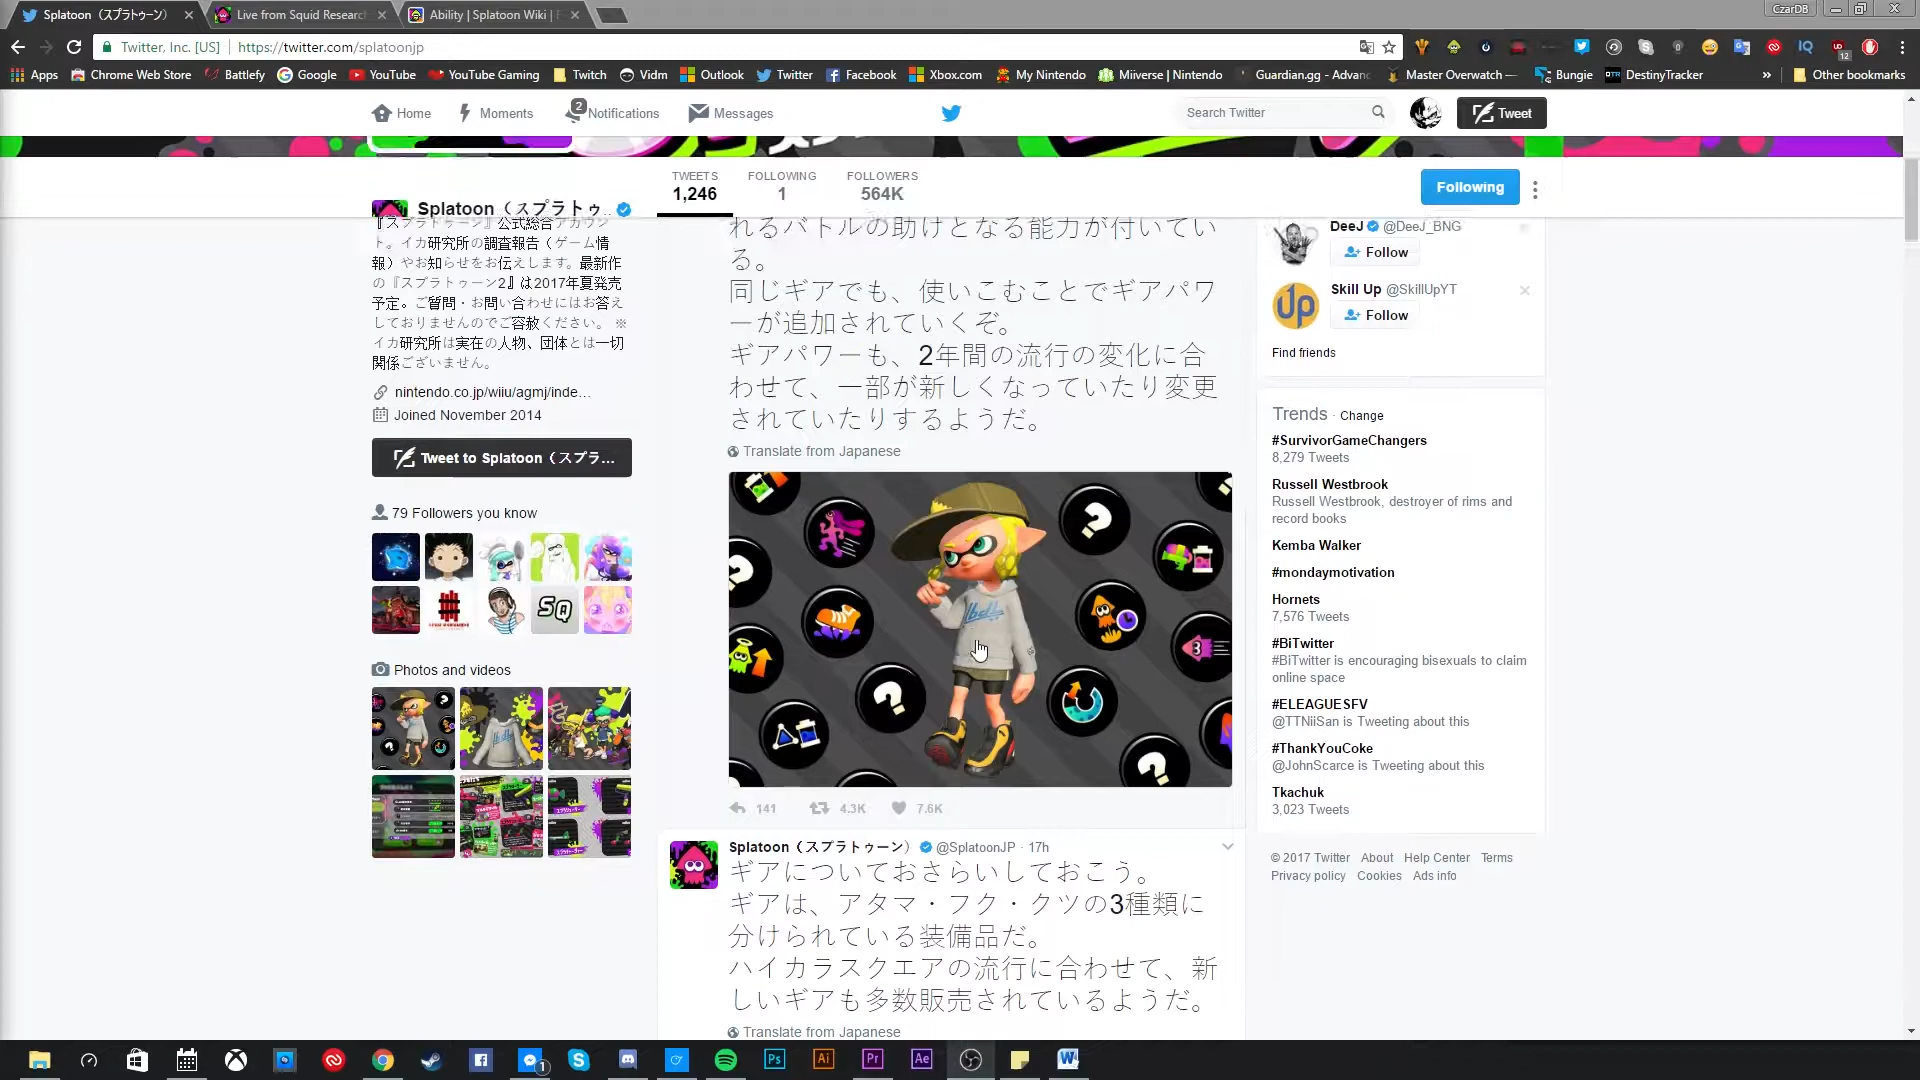 Splatoon（スプラトゥーン）
Live from Squid Research
Ability | Splatoon Wiki | F
CzarDB
Twitter, Inc. [US] https://twitter.com/splatoonjp
Apps Chrome Web Store Battlefy Google YouTube YouTube Gaming Twitch Vidm Outlook Twitter Facebook Xbox.com My Nintendo Miiverse | Nintendo Guardian.gg - Advanc Master Overwatch — Bungie DestinyTracker » Other bookmarks
Home Moments 2 Notifications Messages Search Twitter Tweet
TWEETS FOLLOWING FOLLOWERS
1,246 1 564K
Following
Splatoon（スプラトゥ..
『スプラトゥーン』公式総合アカウン
ト。イカ研究所の調査報告（ゲーム情
報）やお知らせをお伝えします。最新作
の『スプラトゥーン2』は2017年夏発売
予定。ご質問・お問い合わせにはお答え
しておりませんのでご容赦ください。 ※
イカ研究所は実在の人物、団体とは一切
関係ございません。
nintendo.co.jp/wiiu/agmj/inde…
Joined November 2014
Tweet to Splatoon（スプラ...
79 Followers you know
SQ
Photos and videos
れるバトルの助けとなる能力が付いてい
る。
同じギアでも、使いこむことでギアパワ
ーが追加されていくぞ。
ギアパワーも、2年間の流行の変化に合
わせて、一部が新しくなっていたり変更
されていたりするようだ。
Translate from Japanese
? ? ? ?
141 4.3K 7.6K
Splatoon（スプラトゥーン） @SplatoonJP · 17h
ギアについておさらいしておこう。
ギアは、アタマ・フク・クツの3種類に
分けられている装備品だ。
ハイカラスクエアの流行に合わせて、新
しいギアも多数販売されているようだ。
Translate from Japanese
DeeJ @DeeJ_BNG
Follow
up
Skill Up @SkillUpYT
Follow
Find friends
Trends · Change
#SurvivorGameChangers
8,279 Tweets
Russell Westbrook
Russell Westbrook, destroyer of rims and
record books
Kemba Walker
#mondaymotivation
Hornets
7,576 Tweets
#BiTwitter
#BiTwitter is encouraging bisexuals to claim
online space
#ELEAGUESFV
@TTNiiSan is Tweeting about this
#ThankYouCoke
@JohnScarce is Tweeting about this
Tkachuk
3,023 Tweets
© 2017 Twitter About Help Center Terms
Privacy policy Cookies Ads info
1 Ps Ai Pr Ae W